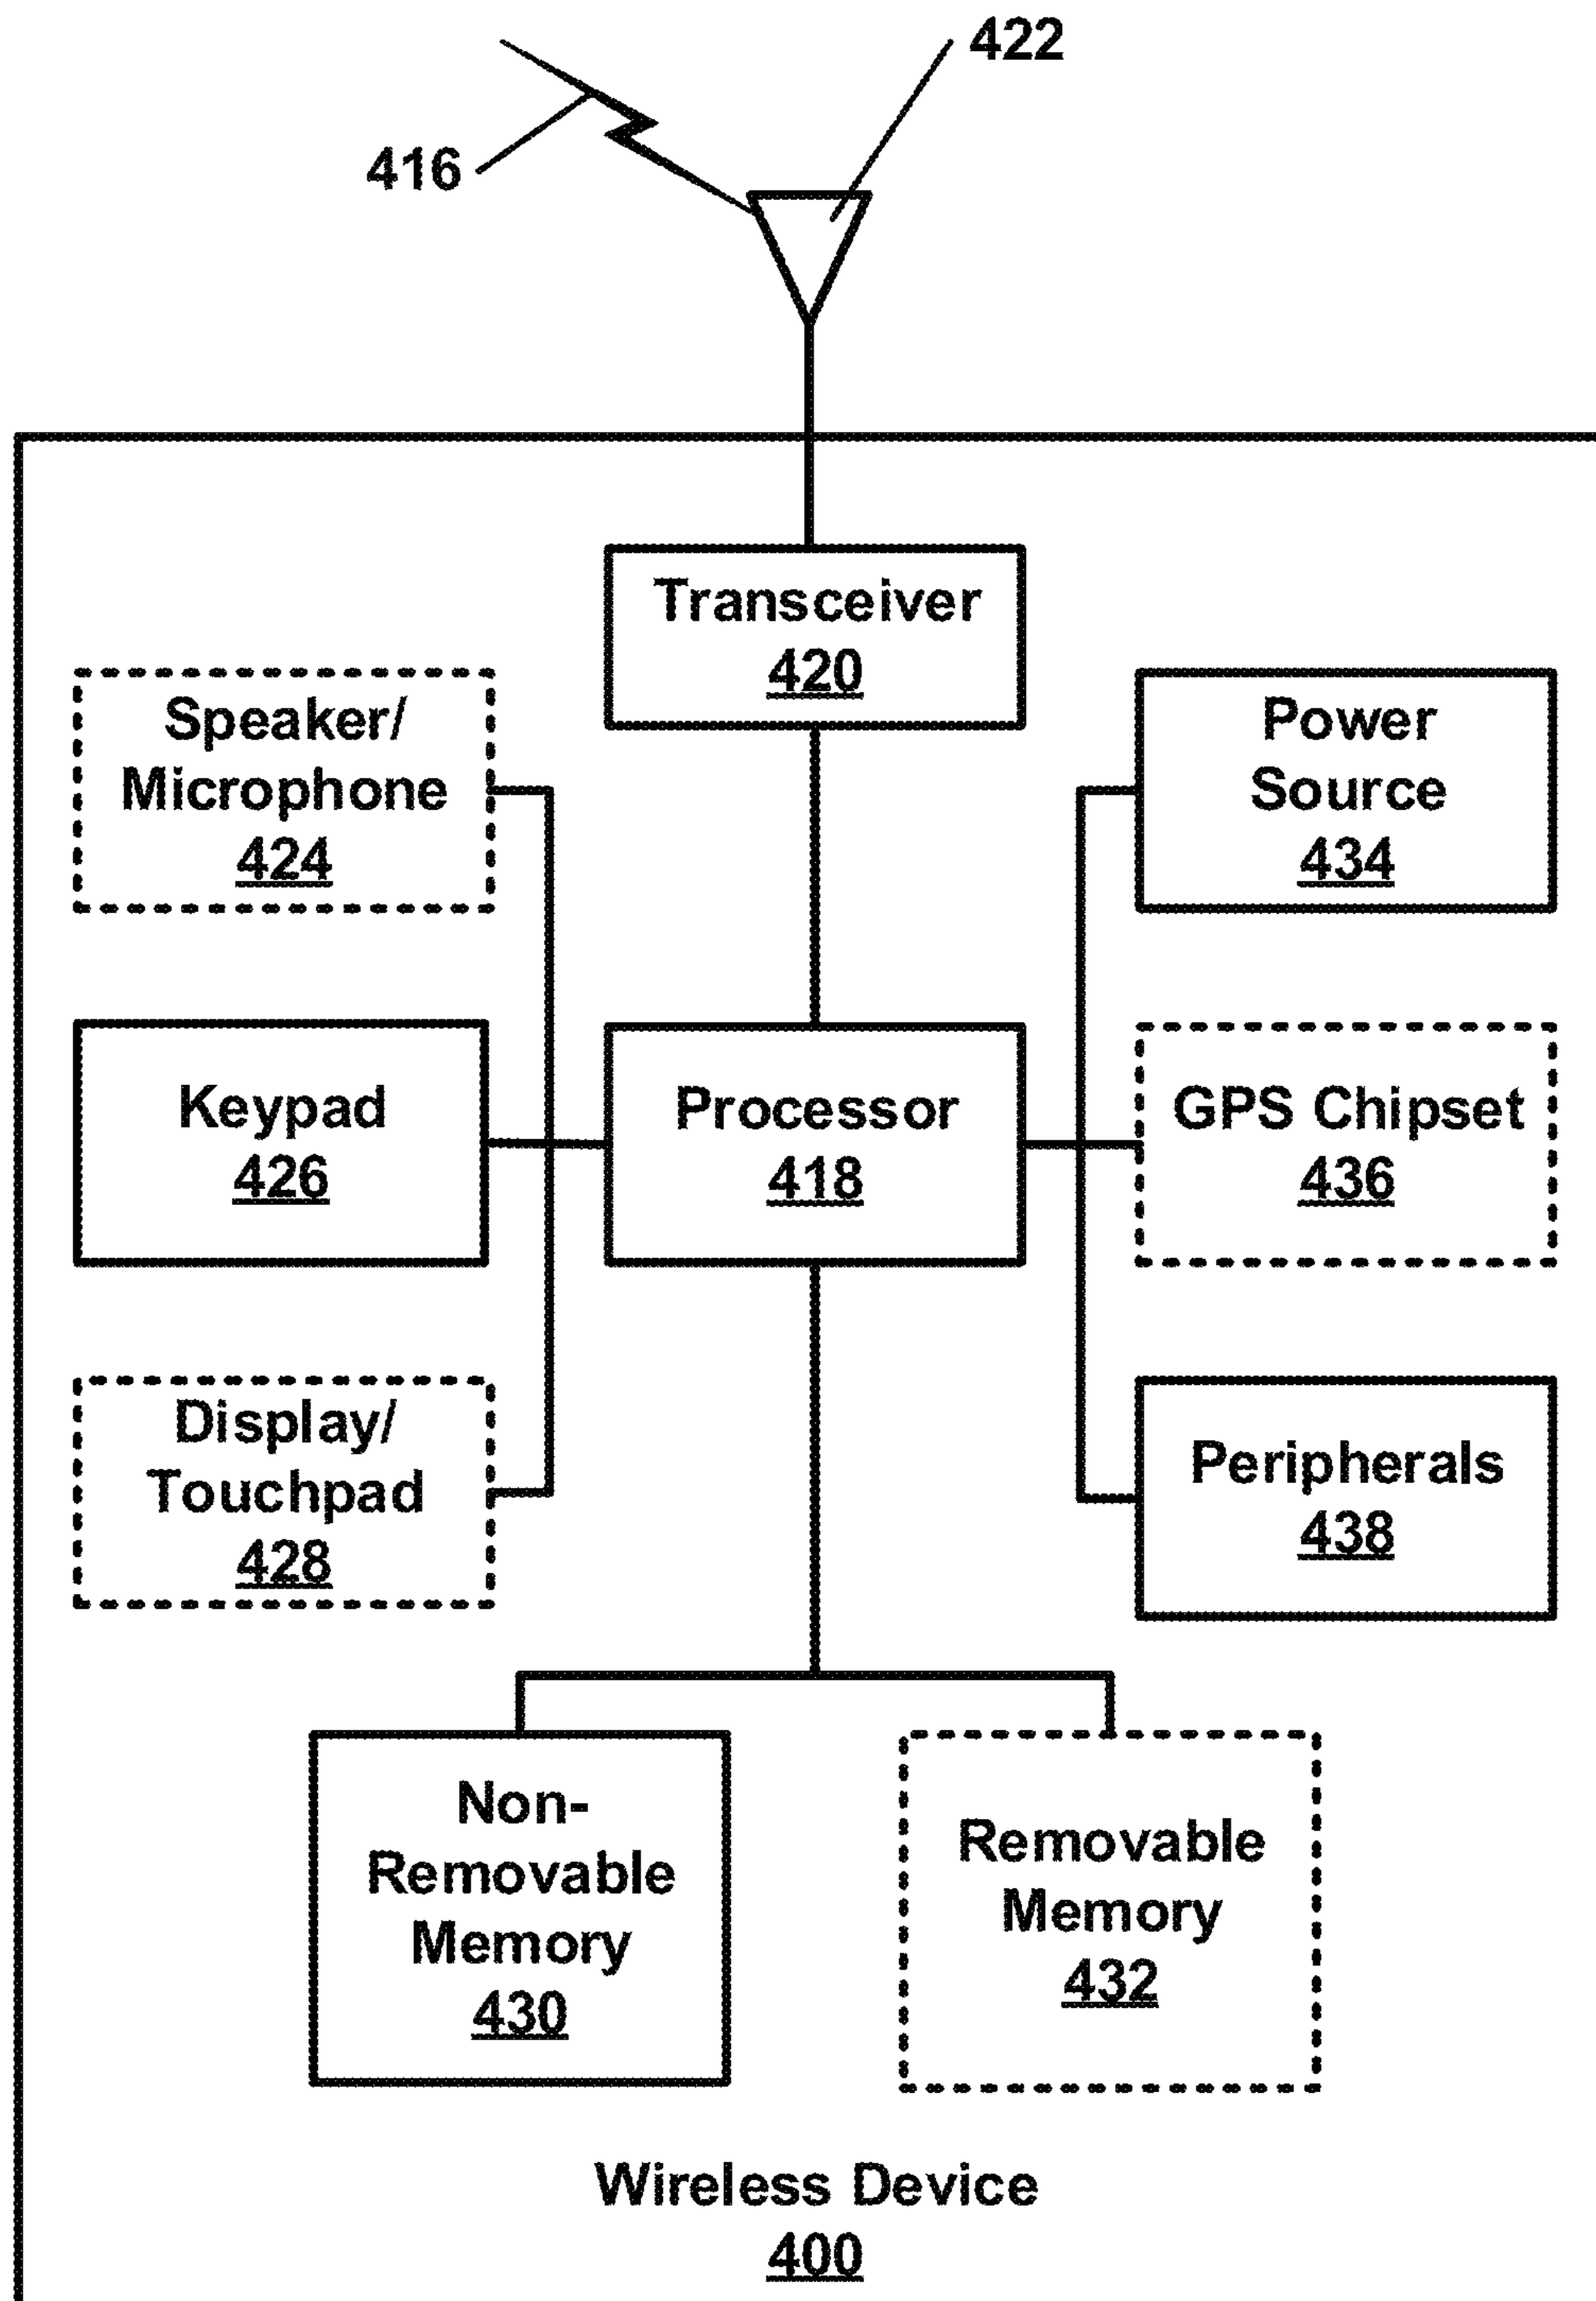 422
416
Transceiver
420
Speaker/
Microphone
424
Power
Source
434
Keypad
426
Processor
418
GPS Chipset
436
Display/
Touchpad
428
Peripherals
438
Non-
Removable
Memory
430
Removable
Memory
432
Wireless Device
400